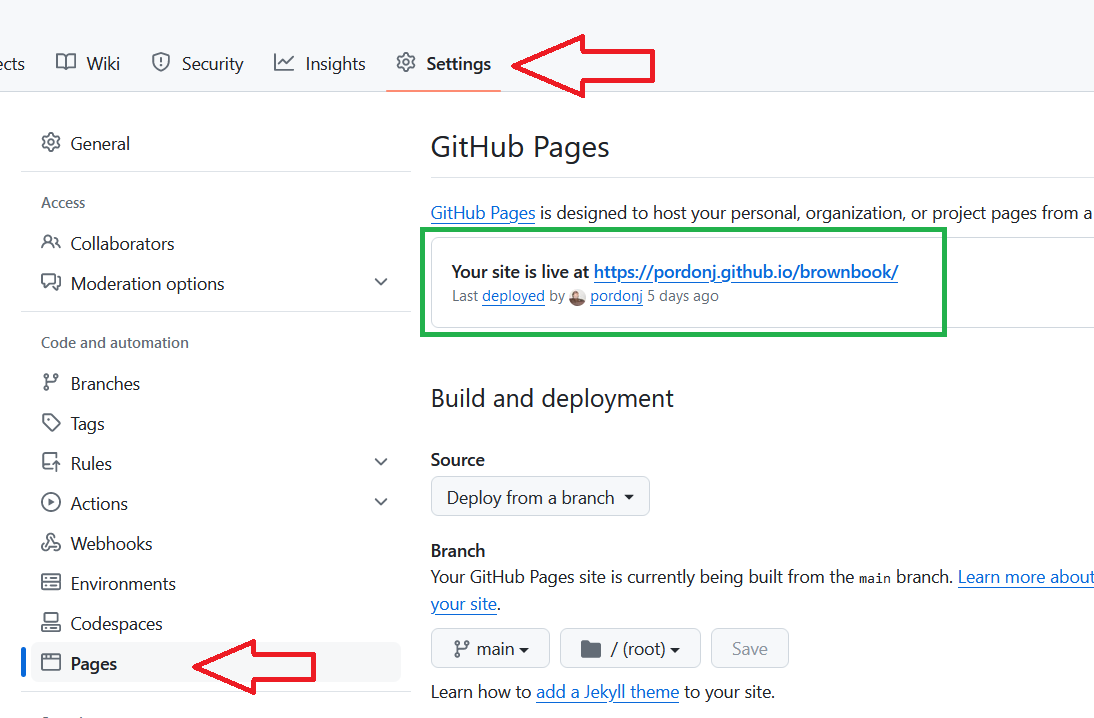 Wiki
Security
Insights
Settings
General
Access
Collaborators
Moderation options
Code and automation
Branches
Tags
Rules
Actions
Webhooks
Environments
Codespaces
Pages
GitHub Pages
GitHub Pages is designed to host your personal, organization, or project pages from a
Your site is live at https://pordonj.github.io/brownbook/
Last deployed by pordonj 5 days ago
Build and deployment
Source
Deploy from a branch
Branch
Your GitHub Pages site is currently being built from the main branch. Learn more about
your site.
main
/ (root)
Save
Learn how to add a Jekyll theme to your site.